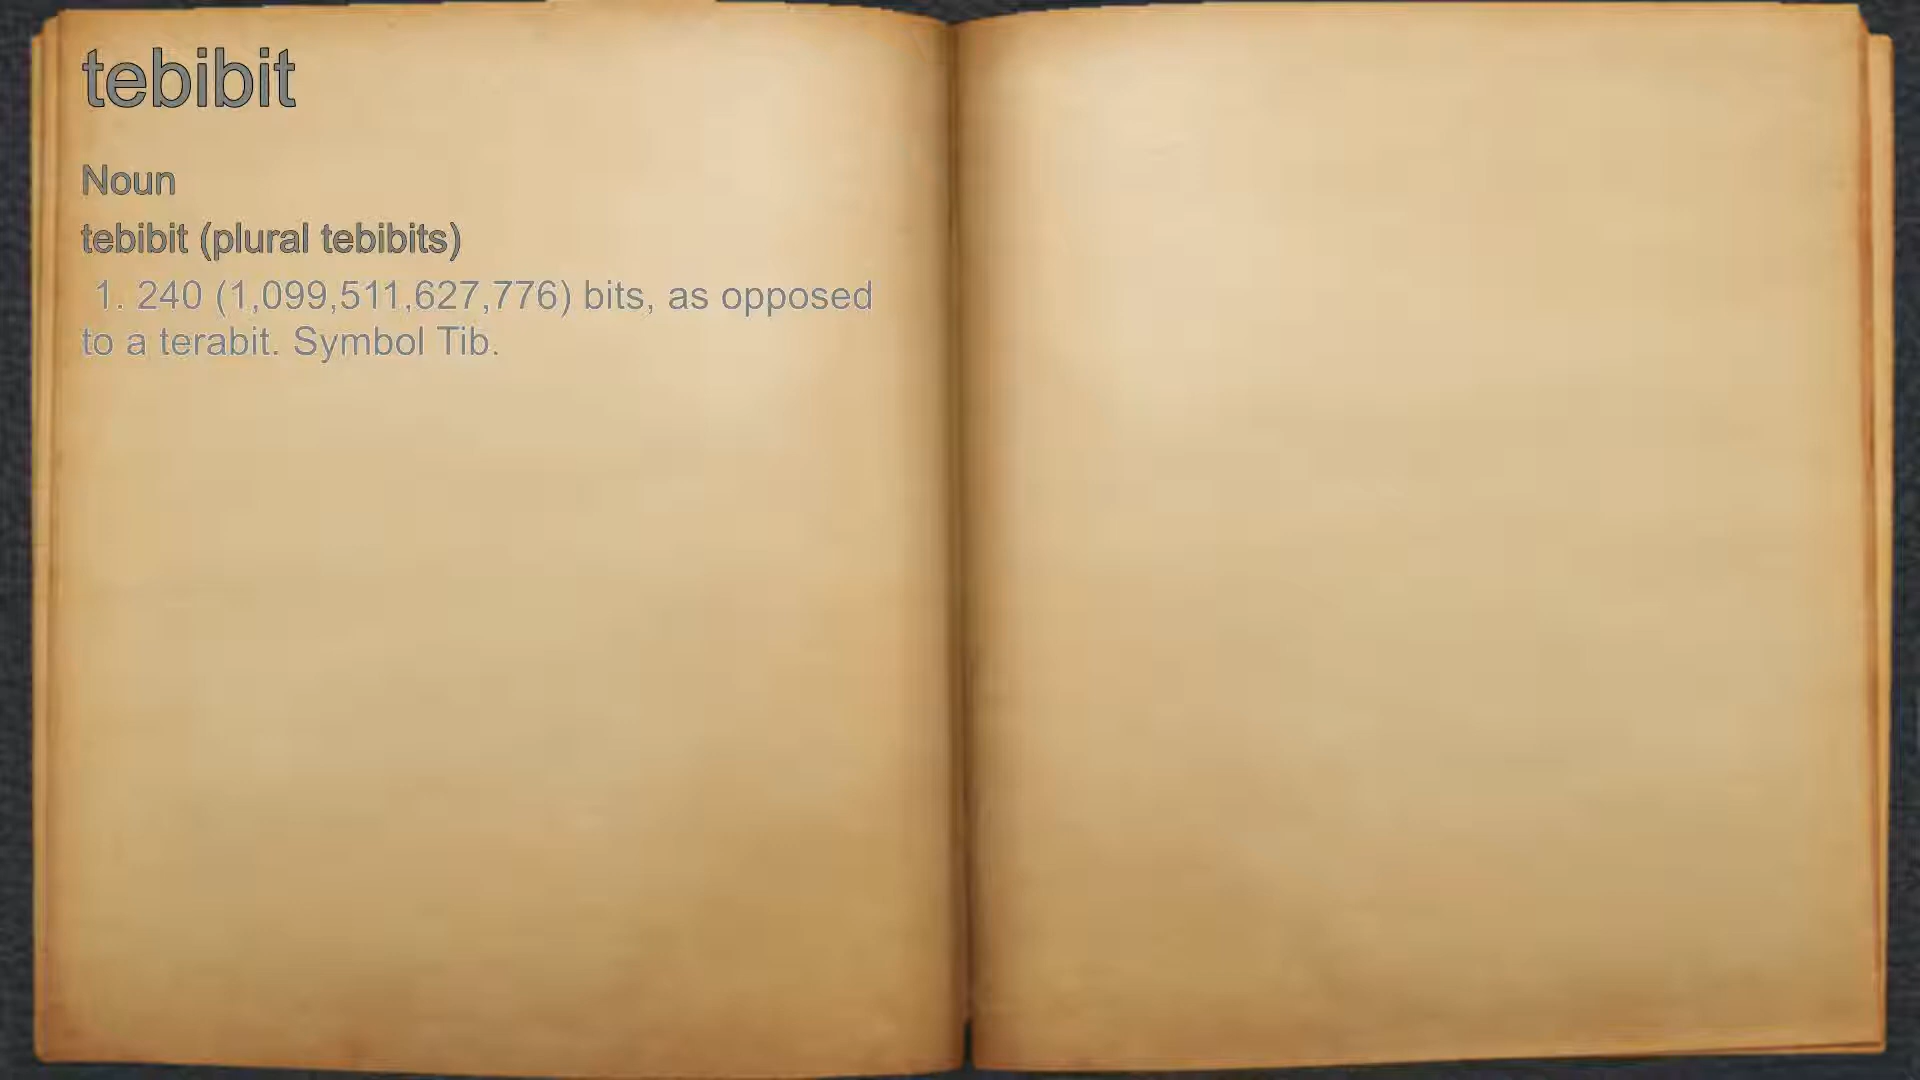 tebibit
Noun
tebibit (plural tebibits)
1. 240 (1,099,511,627,776) bits, as opposed
to a terabit. Symbol Tib.